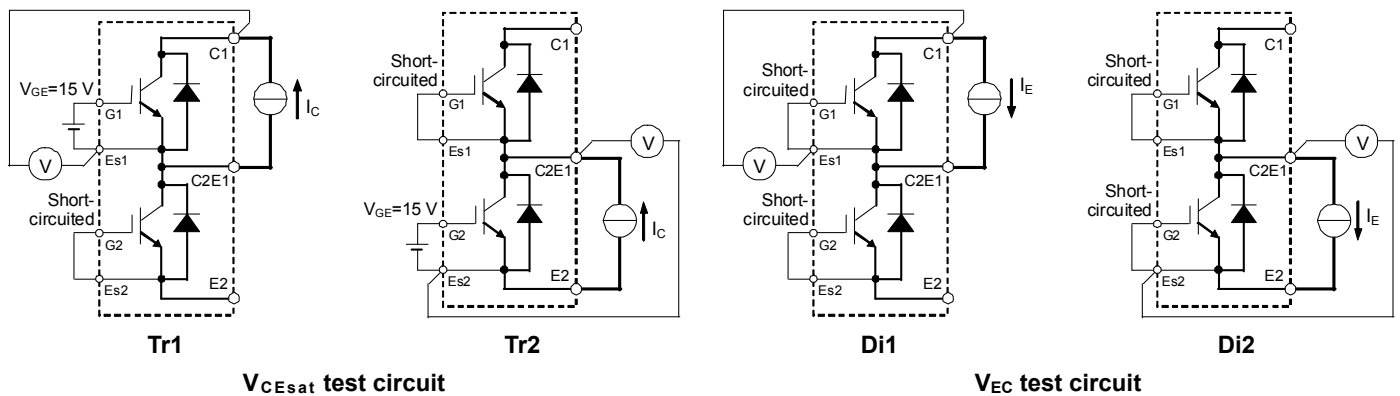 C1
V_GE=15 V
G1
I_C
V
Es1
C2E1
Short-
circuited
G2
Es2
E2
Tr1
C1
Short-
circuited
G1
Es1
V
C2E1
V_GE=15 V
G2
I_C
Es2
E2
Tr2
V_CEsat test circuit
C1
Short-
circuited
G1
I_E
V
Es1
C2E1
Short-
circuited
G2
Es2
E2
Di1
C1
Short-
circuited
G1
Es1
V
C2E1
Short-
circuited
G2
I_E
Es2
E2
Di2
V_EC test circuit